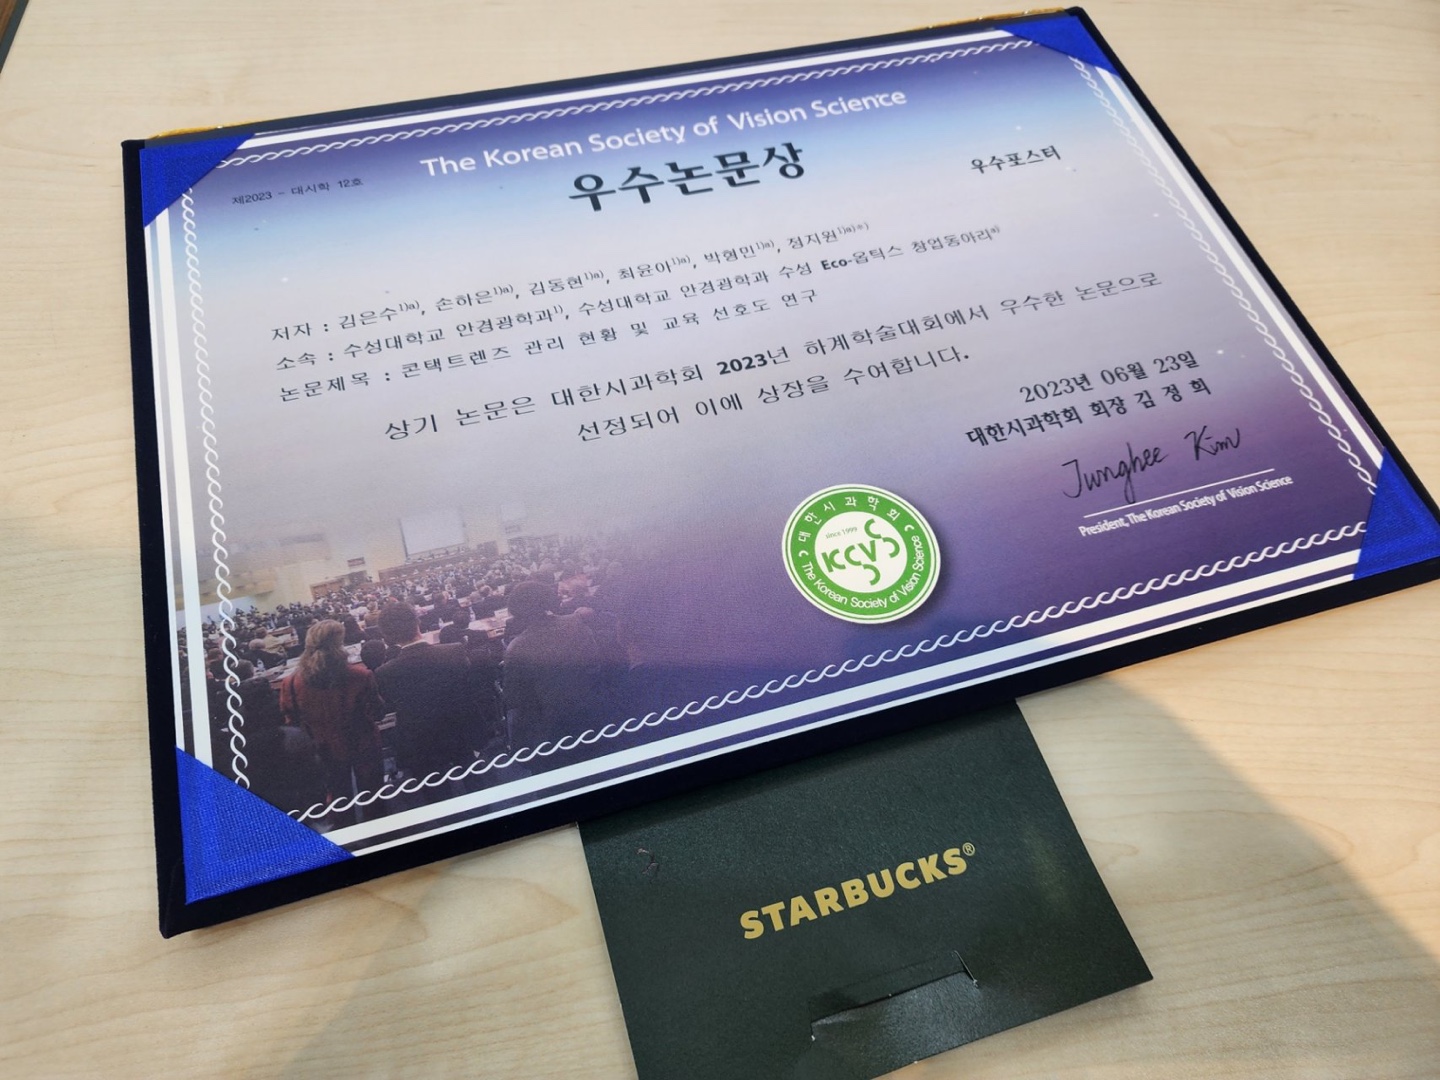 The Korean Society of Vision Science
제2023 - 대시학 12호
우수논문상
우수포스터
저자 : 김은수¹⁾ᵃ⁾, 손하은¹⁾ᵃ⁾, 김동현¹⁾ᵃ⁾, 최윤아¹⁾ᵃ⁾, 박형민¹⁾ᵃ⁾, 정지원¹⁾ᵃ⁾*⁾
소속 : 수성대학교 안경광학과¹⁾, 수성대학교 안경광학과 수성 Eco-옵틱스 창업동아리ᵃ⁾
논문제목 : 콘택트렌즈 관리 현황 및 교육 선호도 연구
상기 논문은 대한시과학회 2023년 하계학술대회에서 우수한 논문으로
선정되어 이에 상장을 수여합니다.
2023년 06월 23일
대한시과학회 회장 김 정 희
Junghee Kim
President, The Korean Society of Vision Science
대한시과학회
since 1999
KCVS
The Korean Society of Vision Science
STARBUCKS®